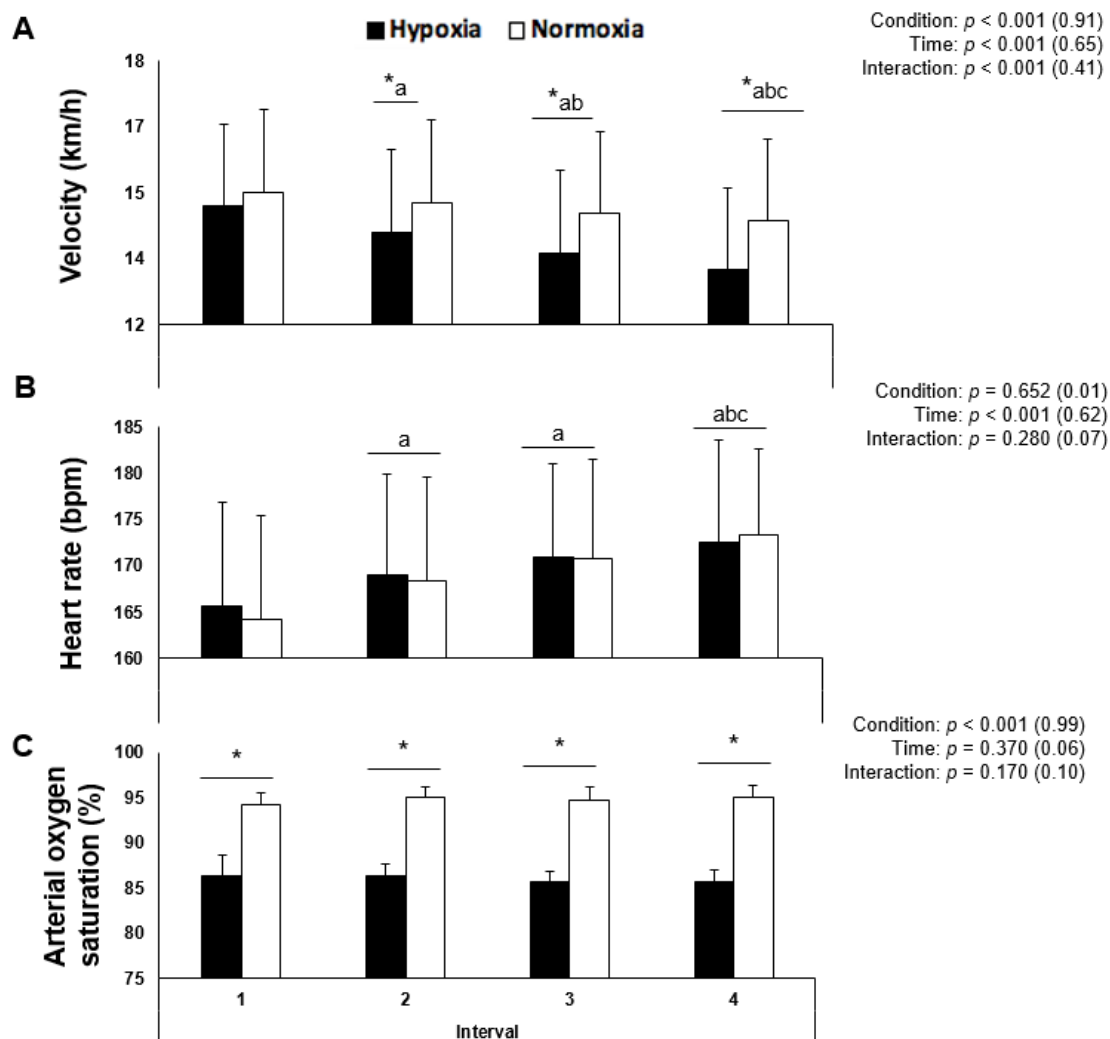 A
Hypoxia Normoxia
Condition: p < 0.001 (0.91)
Time: p < 0.001 (0.65)
Interaction: p < 0.001 (0.41)
Velocity (km/h)
18
17
15
14
12
*a
*ab
*abc
B
Condition: p = 0.652 (0.01)
Time: p < 0.001 (0.62)
Interaction: p = 0.280 (0.07)
Heart rate (bpm)
185
180
175
170
165
160
a
a
abc
C
Condition: p < 0.001 (0.99)
Time: p = 0.370 (0.06)
Interaction: p = 0.170 (0.10)
Arterial oxygen
saturation (%)
100
95
90
85
80
75
*
*
*
*
1 2 3 4
Interval